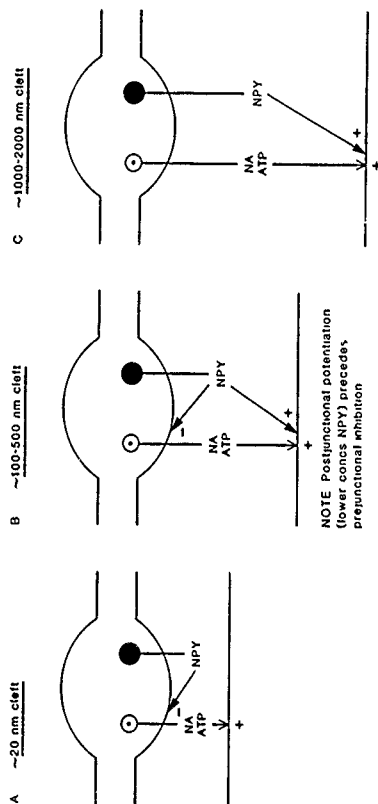 A ~20 nm cleft
NPY
–
NA
ATP
+
B ~100-500 nm cleft
NPY
–
NA
ATP
+
+
NOTE Postjunctional potentiation
(lower concs NPY) precedes
prejunctional inhibition
C ~1000-2000 nm cleft
NPY
NA
ATP
+
+